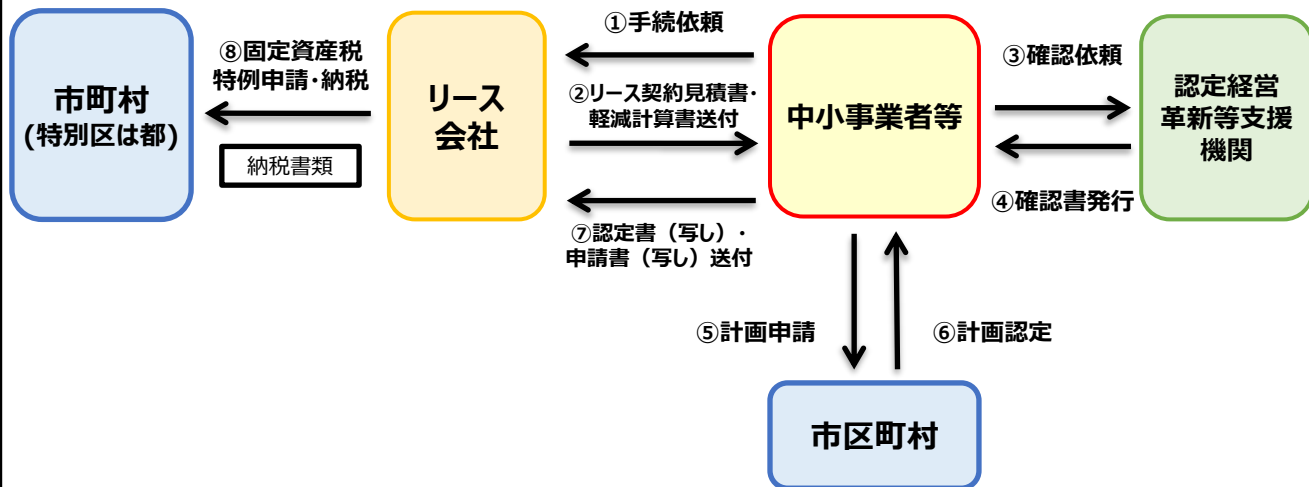 ①手続依頼
⑧固定資産税
特例申請・納税
③確認依頼
市町村
(特別区は都)
リース
会社
②リース契約見積書・
軽減計算書送付
中小事業者等
認定経営
革新等支援
機関
納税書類
④確認書発行
⑦認定書（写し）・
申請書（写し）送付
⑤計画申請
⑥計画認定
市区町村